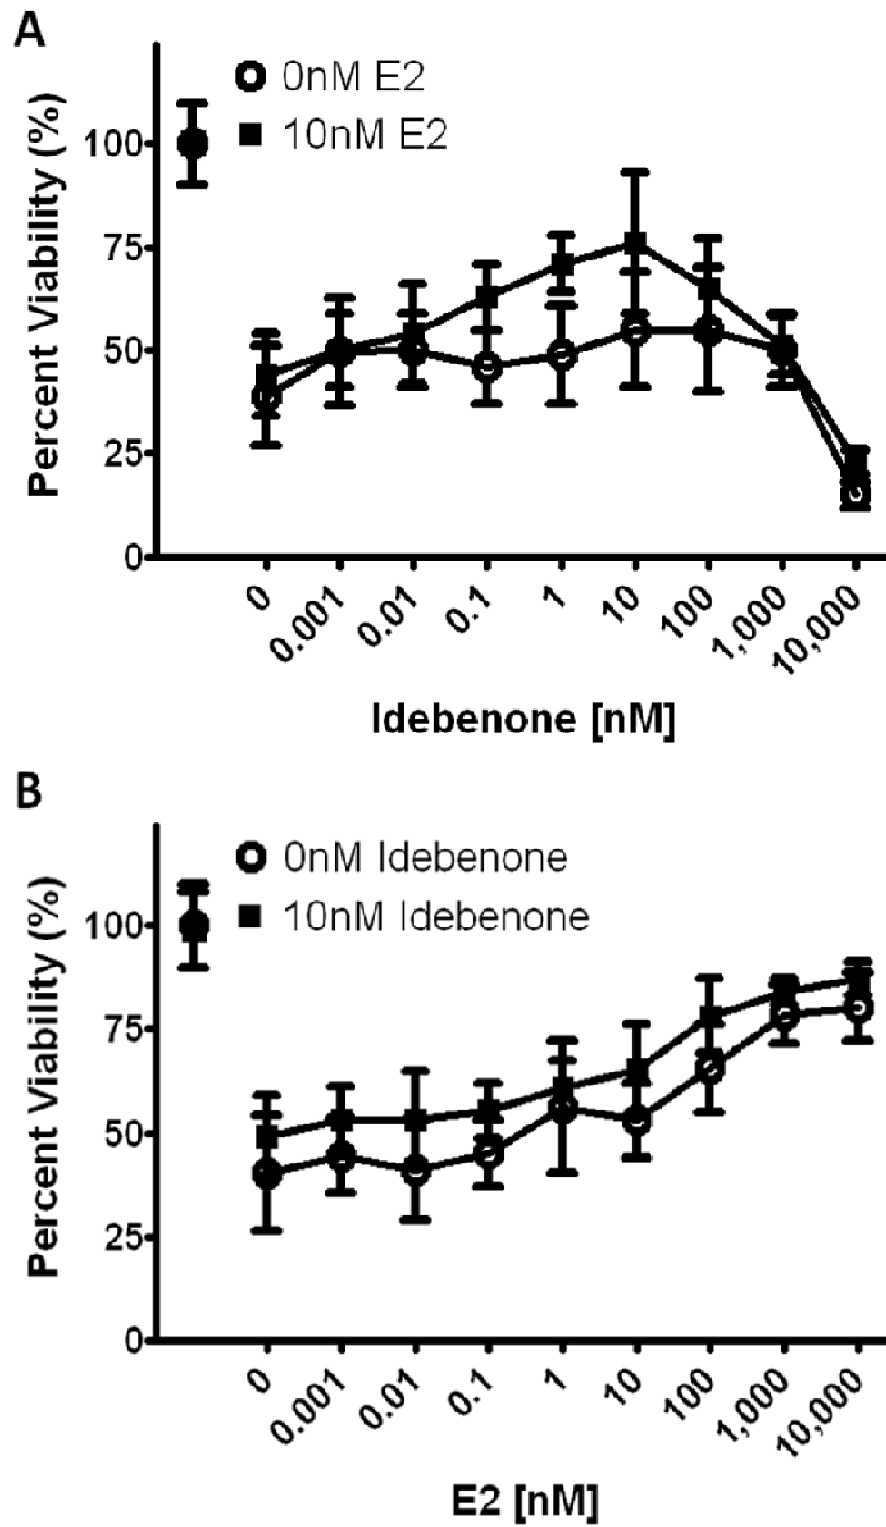 A
0nM E2
10nM E2
Percent Viability (%)
100
75
50
25
0
0
0.001
0.01
0.1
1
10
100
1,000
10,000
Idebenone [nM]
B
0nM Idebenone
10nM Idebenone
Percent Viability (%)
100
75
50
25
0
0
0.001
0.01
0.1
1
10
100
1,000
10,000
E2 [nM]